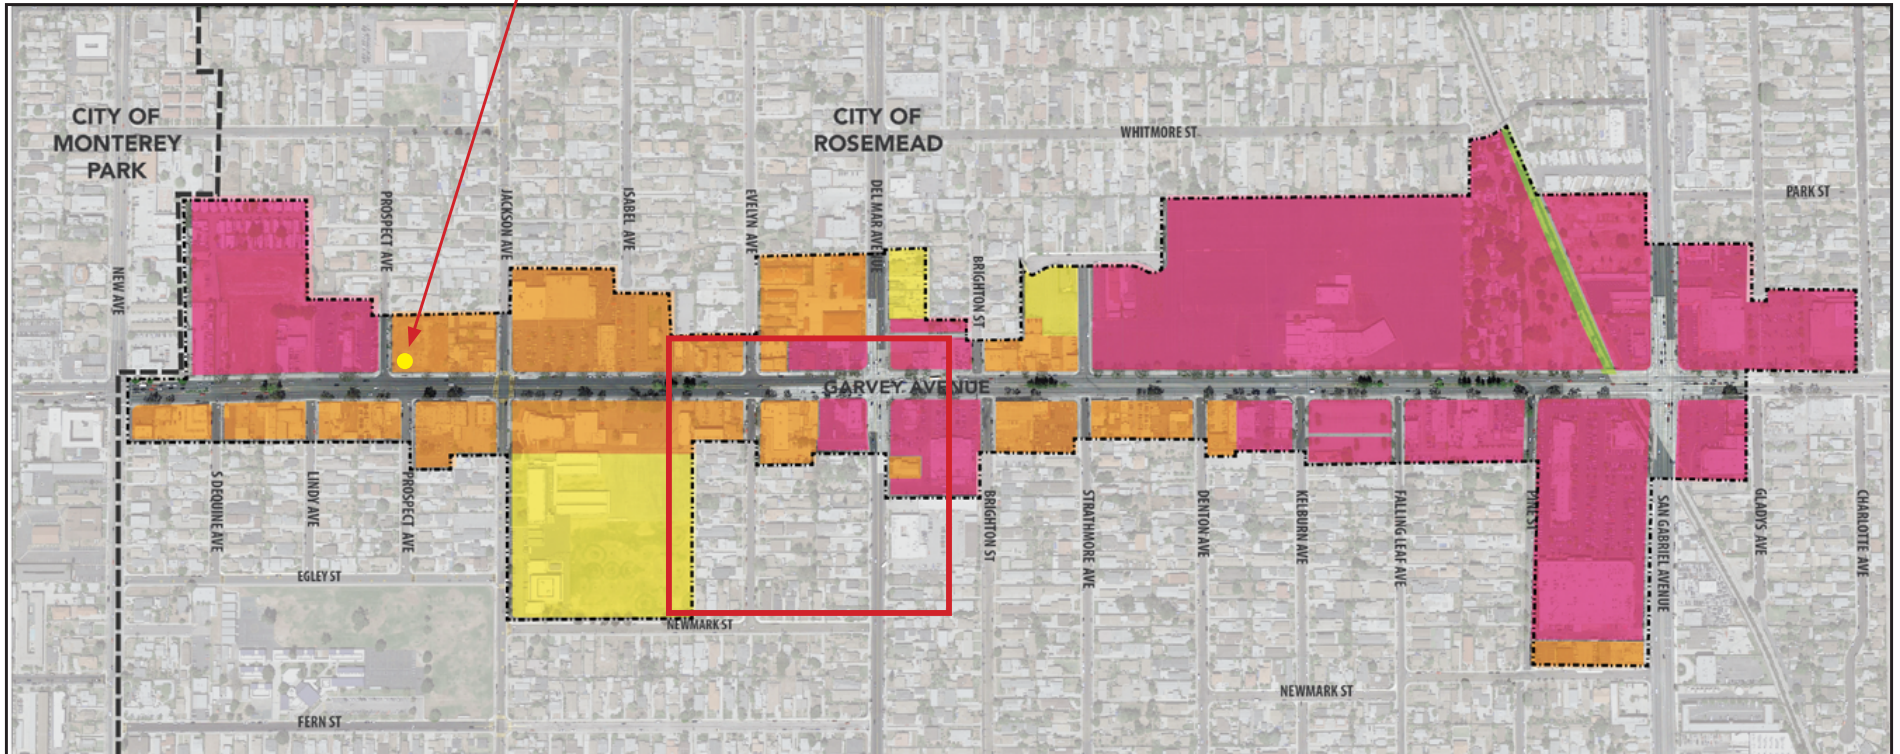 CITY OF
MONTEREY
PARK
CITY OF
ROSEMEAD
WHITMORE ST
PARK ST
NEW AVE
PROSPECT AVE
JACKSON AVE
ISABEL AVE
EVELYN AVE
DEL MAR AVENUE
BRIGHTON ST
GARVEY AVENUE
S DEQUINE AVE
LINDY AVE
PROSPECT AVE
BRIGHTON ST
STRATHMORE AVE
DENTON AVE
KELBURN AVE
FALLING LEAF AVE
PINE ST
SAN GABRIEL AVENUE
GLADYS AVE
CHARLOTTE AVE
EGLEY ST
NEWMARK ST
NEWMARK ST
FERN ST